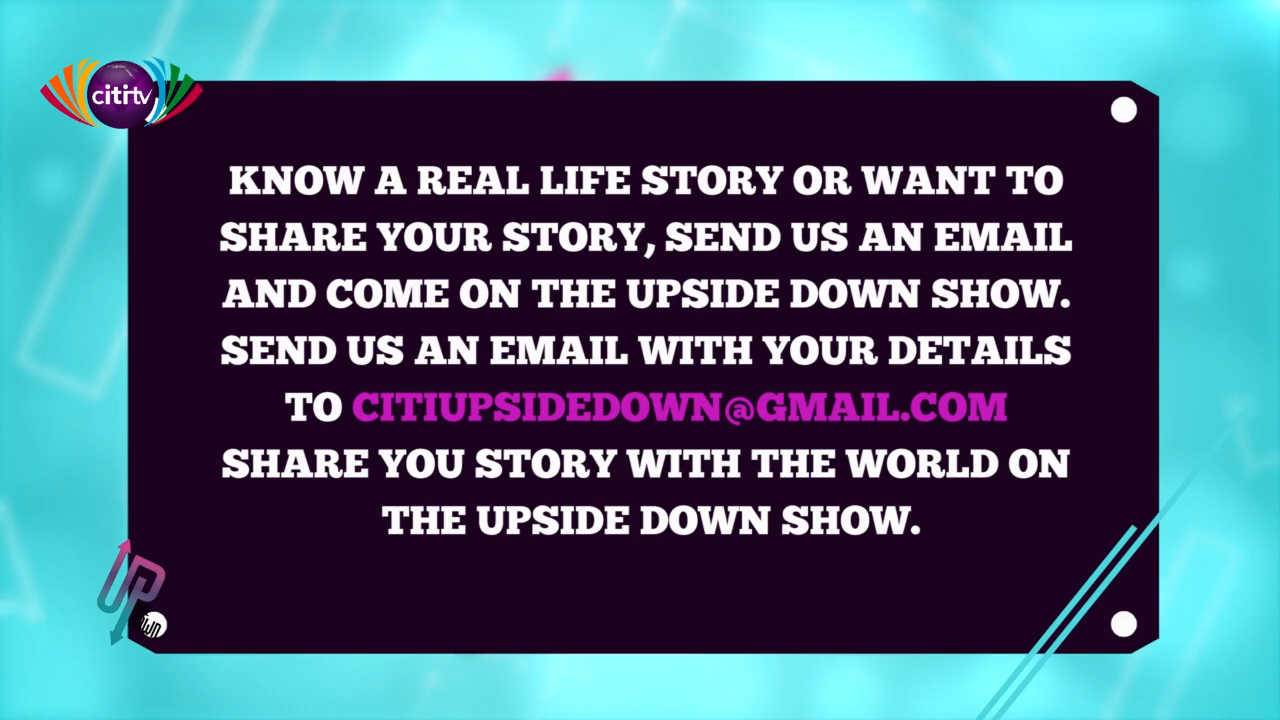 cititv
KNOW A REAL LIFE STORY OR WANT TO
SHARE YOUR STORY, SEND US AN EMAIL
AND COME ON THE UPSIDE DOWN SHOW.
SEND US AN EMAIL WITH YOUR DETAILS
TO CITIUPSIDEDOWN@GMAIL.COM
SHARE YOU STORY WITH THE WORLD ON
THE UPSIDE DOWN SHOW.
UP